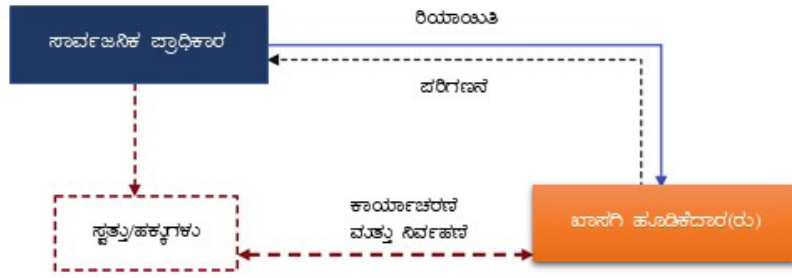 ರಿಯಾಯಿತಿ
ಸಾರ್ವಜನಿಕ ಪ್ರಾಧಿಕಾರ
ಪರಿಗಣನೆ
ಕಾರ್ಯಾಚರಣೆ
ಮತ್ತು ನಿರ್ವಹಣೆ
ಸ್ವತ್ತು/ಹಕ್ಕುಗಳು
ಖಾಸಗಿ ಹೂಡಿಕೆದಾರ(ರು)